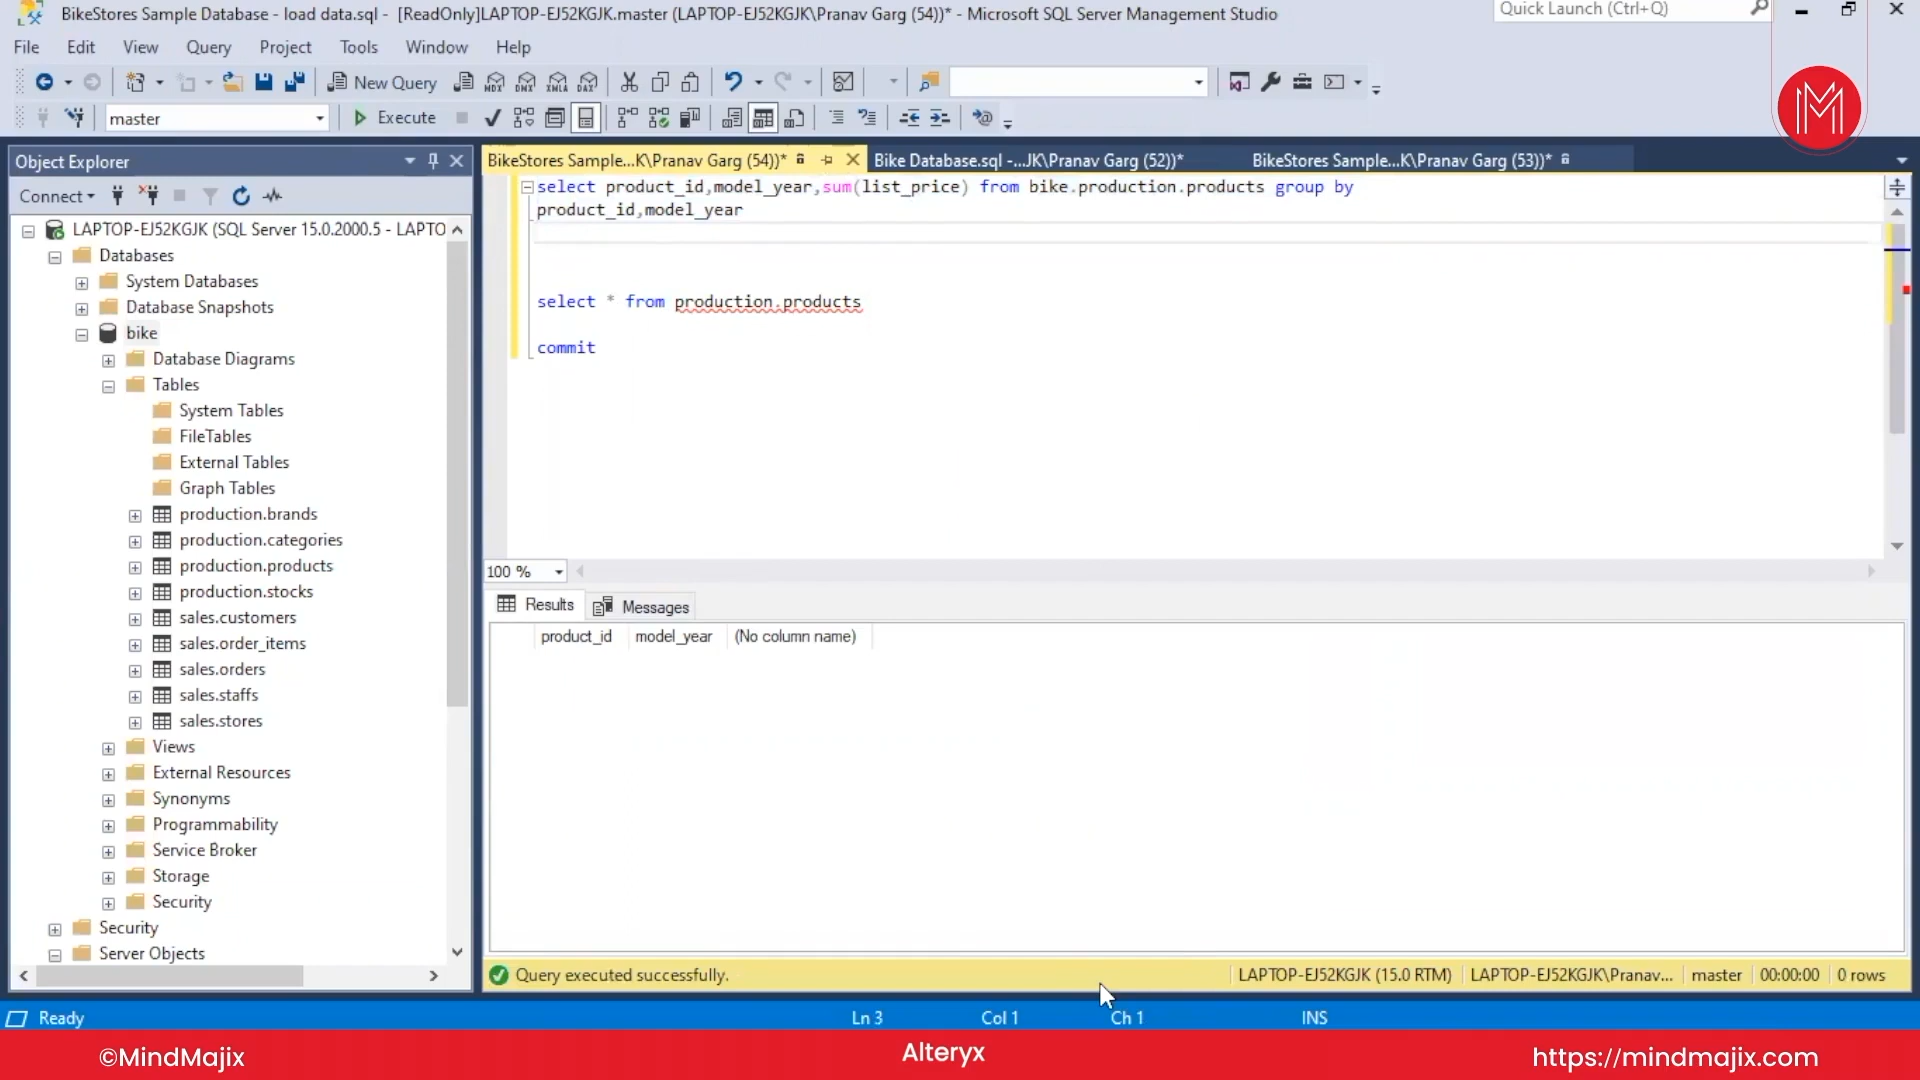 BikeStores Sample Database - load data.sql - [ReadOnly]LAPTOP-EJ52KGJK.master (LAPTOP-EJ52KGJK\Pranav Garg (54))* - Microsoft SQL Server Management Studio
Quick Launch (Ctrl+Q)
File Edit View Query Project Tools Window Help
New Query MDX DMX XMLA DAX
master Execute
Object Explorer
BikeStores Sample...K\Pranav Garg (54))* Bike Database.sql -...JK\Pranav Garg (52))* BikeStores Sample...K\Pranav Garg (53))*
Connect
LAPTOP-EJ52KGJK (SQL Server 15.0.2000.5 - LAPTO
Databases
System Databases
Database Snapshots
bike
Database Diagrams
Tables
System Tables
FileTables
External Tables
Graph Tables
production.brands
production.categories
production.products
production.stocks
sales.customers
sales.order_items
sales.orders
sales.staffs
sales.stores
Views
External Resources
Synonyms
Programmability
Service Broker
Storage
Security
Security
Server Objects
select product_id,model_year,sum(list_price) from bike.production.products group by
product_id,model_year
select * from production.products
commit
100 %
Results Messages
product_id model_year (No column name)
Query executed successfully. LAPTOP-EJ52KGJK (15.0 RTM) LAPTOP-EJ52KGJK\Pranav... master 00:00:00 0 rows
Ready Ln 3 Col 1 Ch 1 INS
©MindMajix Alteryx https://mindmajix.com